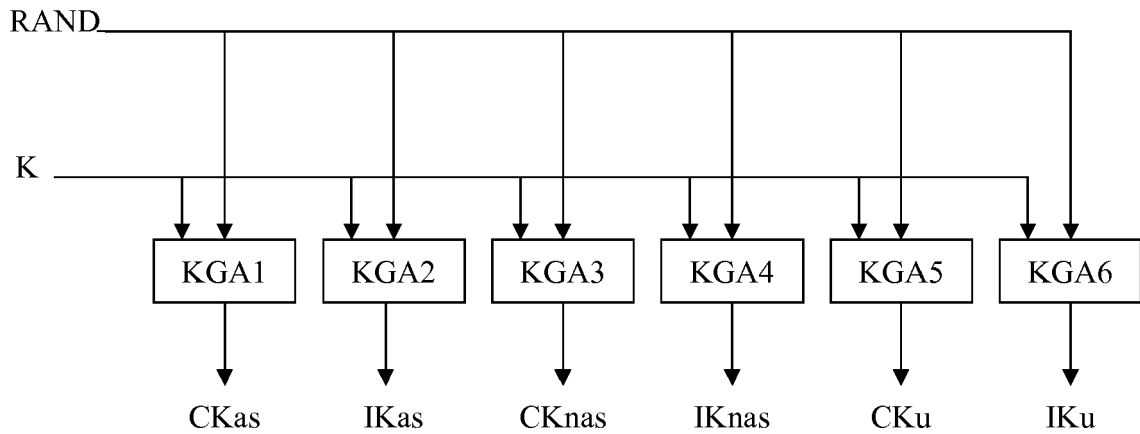 RAND
K
KGA1 KGA2 KGA3 KGA4 KGA5 KGA6
CKas IKas CKnas IKnas CKu IKu